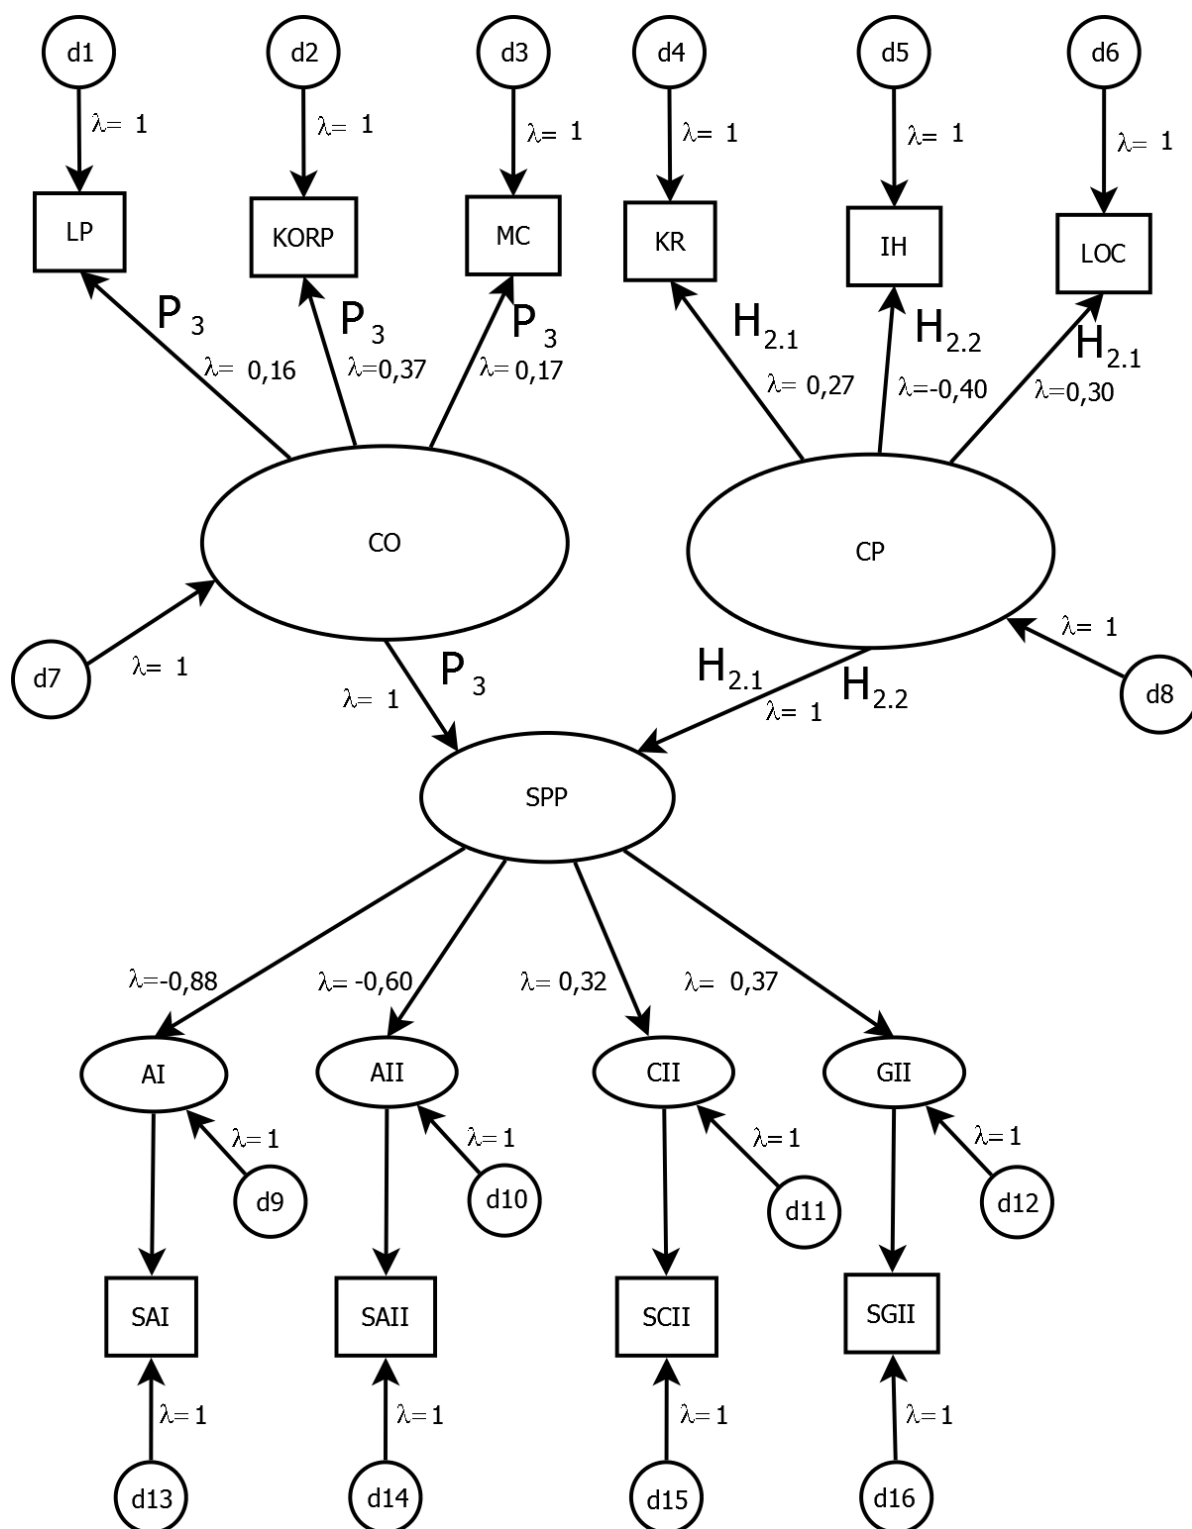 d1 d2 d3 d4 d5 d6
λ= 1 λ= 1 λ= 1 λ= 1 λ= 1 λ= 1
LP KORP MC KR IH LOC
P3 P3 P3 H2.1 H2.2 H2.1
λ= 0,16 λ=0,37 λ= 0,17 λ= 0,27 λ=-0,40 λ=0,30
CO CP
d7 λ= 1 P3 H2.1 H2.2 λ= 1 d8
λ= 1 λ= 1
SPP
λ=-0,88 λ= -0,60 λ= 0,32 λ= 0,37
AI AII CII GII
λ= 1 λ= 1 λ= 1 λ= 1
d9 d10 d11 d12
SAI SAII SCII SGII
λ= 1 λ= 1 λ= 1 λ= 1
d13 d14 d15 d16